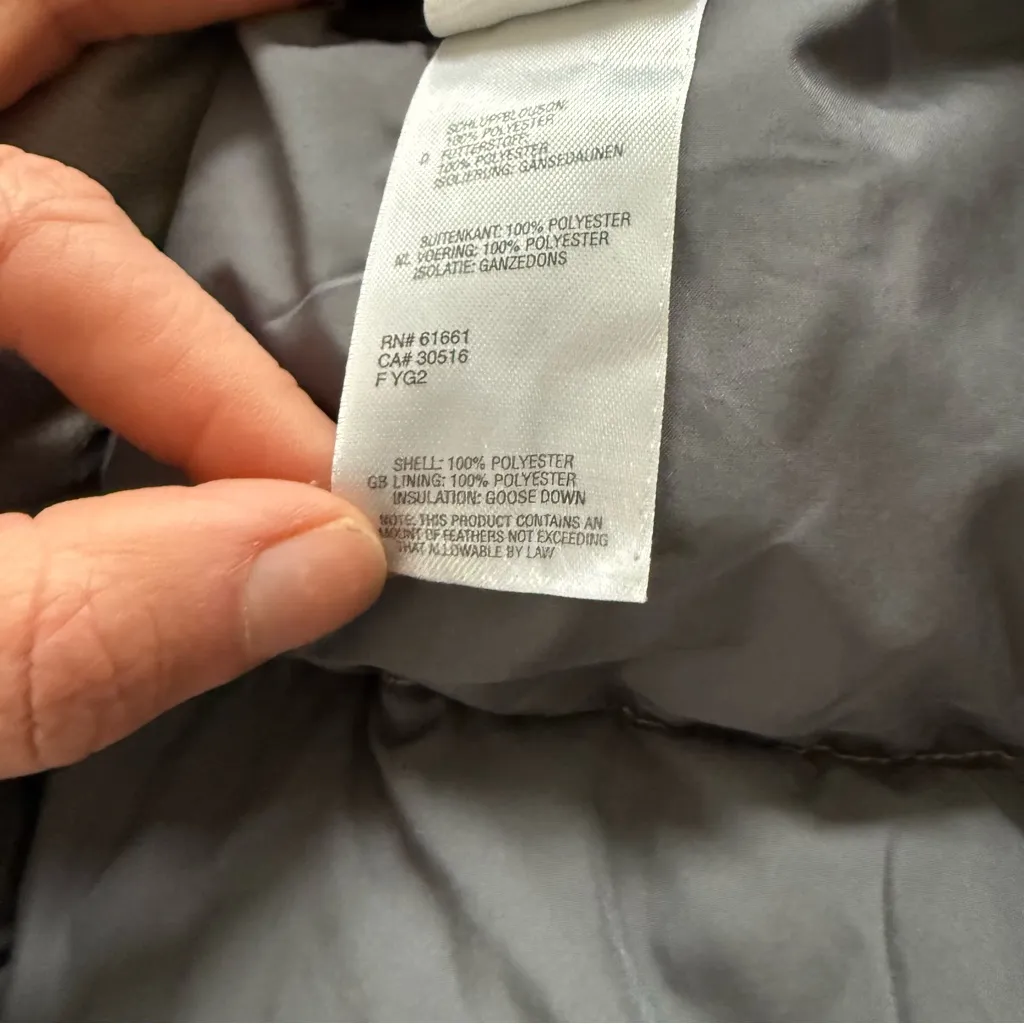 SCHLUPFBLOUSON:
100% POLYESTER
D FUTTERSTOFF:
100% POLYESTER
ISOLIERUNG: GÄNSEDAUNEN
BUITENKANT: 100% POLYESTER
NL VOERING: 100% POLYESTER
ISOLATIE: GANZEDONS
RN# 61661
CA# 30516
F YG2
SHELL: 100% POLYESTER
GB LINING: 100% POLYESTER
INSULATION: GOOSE DOWN
NOTE: THIS PRODUCT CONTAINS AN
AMOUNT OF FEATHERS NOT EXCEEDING
THAT ALLOWABLE BY LAW